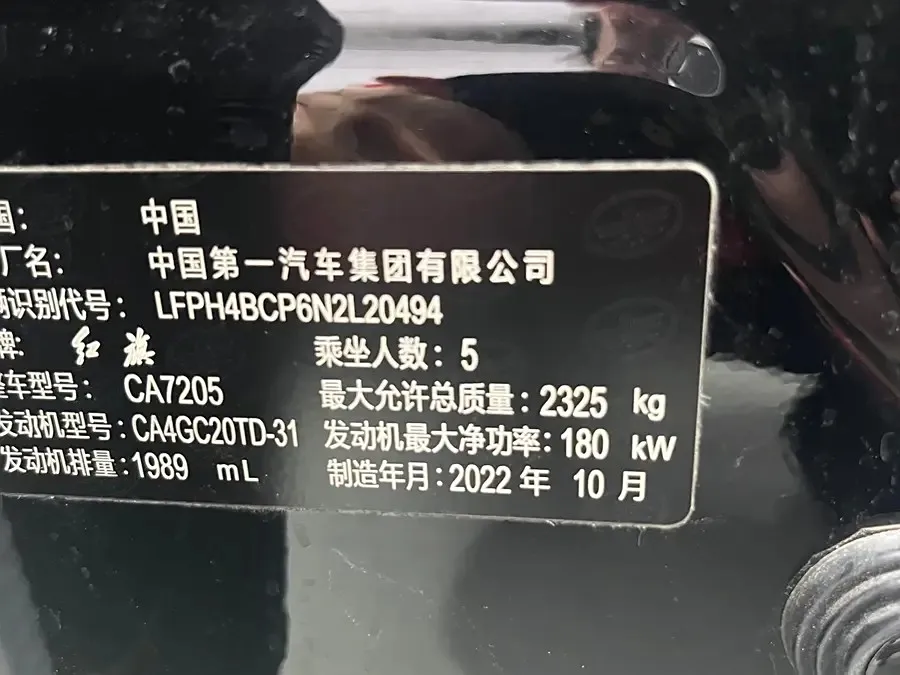 国： 中国
厂名： 中国第一汽车集团有限公司
辆识别代号： LFPH4BCP6N2L20494
牌： 红旗 乘坐人数：5
整车型号： CA7205 最大允许总质量：2325 kg
发动机型号：CA4GC20TD-31 发动机最大净功率：180 kW
发动机排量：1989 mL 制造年月：2022 年 10 月